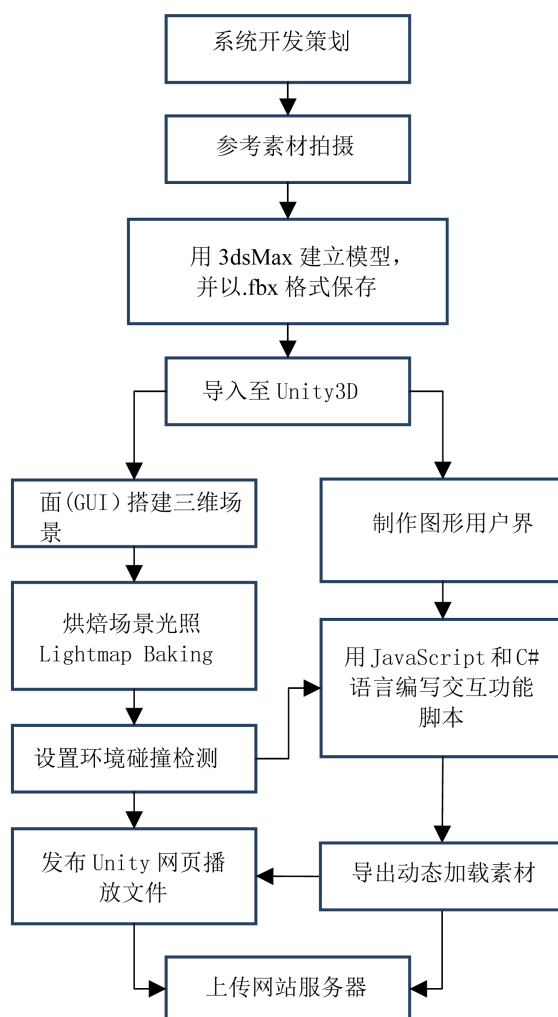 系统开发策划
参考素材拍摄
用 3dsMax 建立模型,
并以.fbx 格式保存
导入至 Unity3D
面(GUI) 搭建三维场
景
制作图形用户界
烘焙场景光照
Lightmap Baking
用 JavaScript 和 C#
语言编写交互功能
脚本
设置环境碰撞检测
发布 Unity 网页播
放文件
导出动态加载素材
上传网站服务器